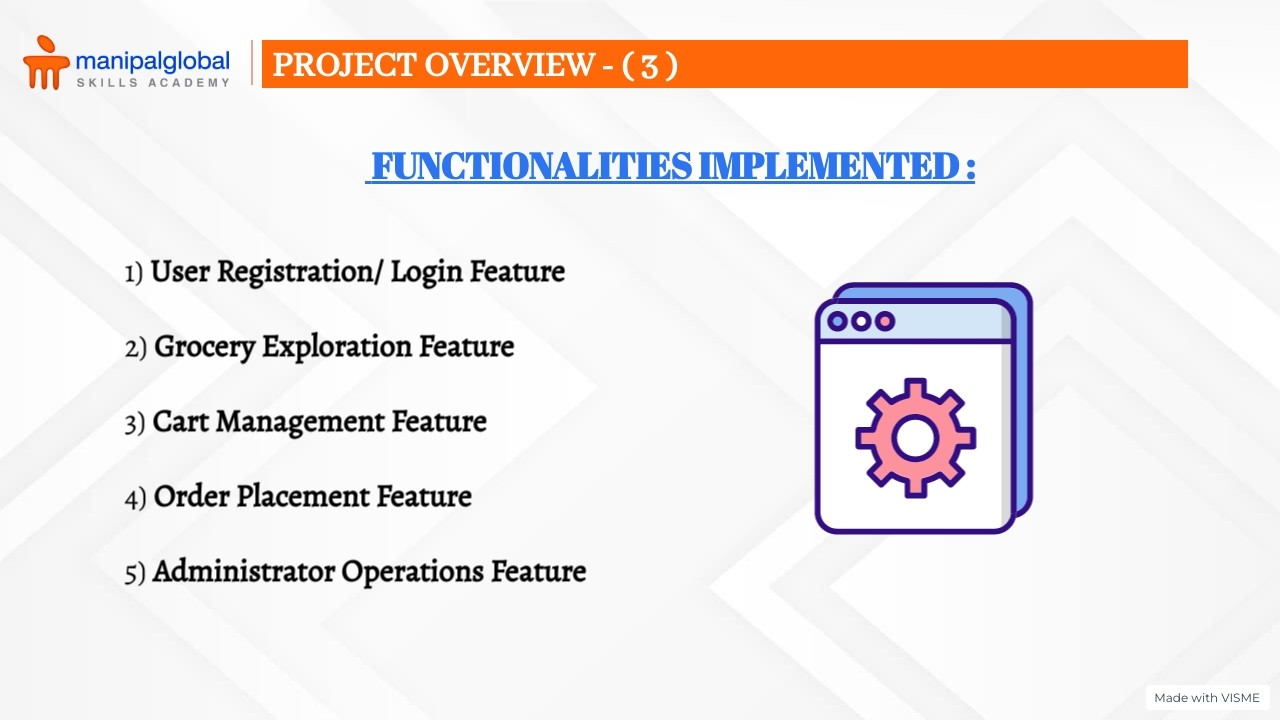 manipalglobal
SKILLS ACADEMY
PROJECT OVERVIEW - ( 3 )
FUNCTIONALITIES IMPLEMENTED :
1) User Registration/ Login Feature
2) Grocery Exploration Feature
3) Cart Management Feature
4) Order Placement Feature
5) Administrator Operations Feature
Made with VISME